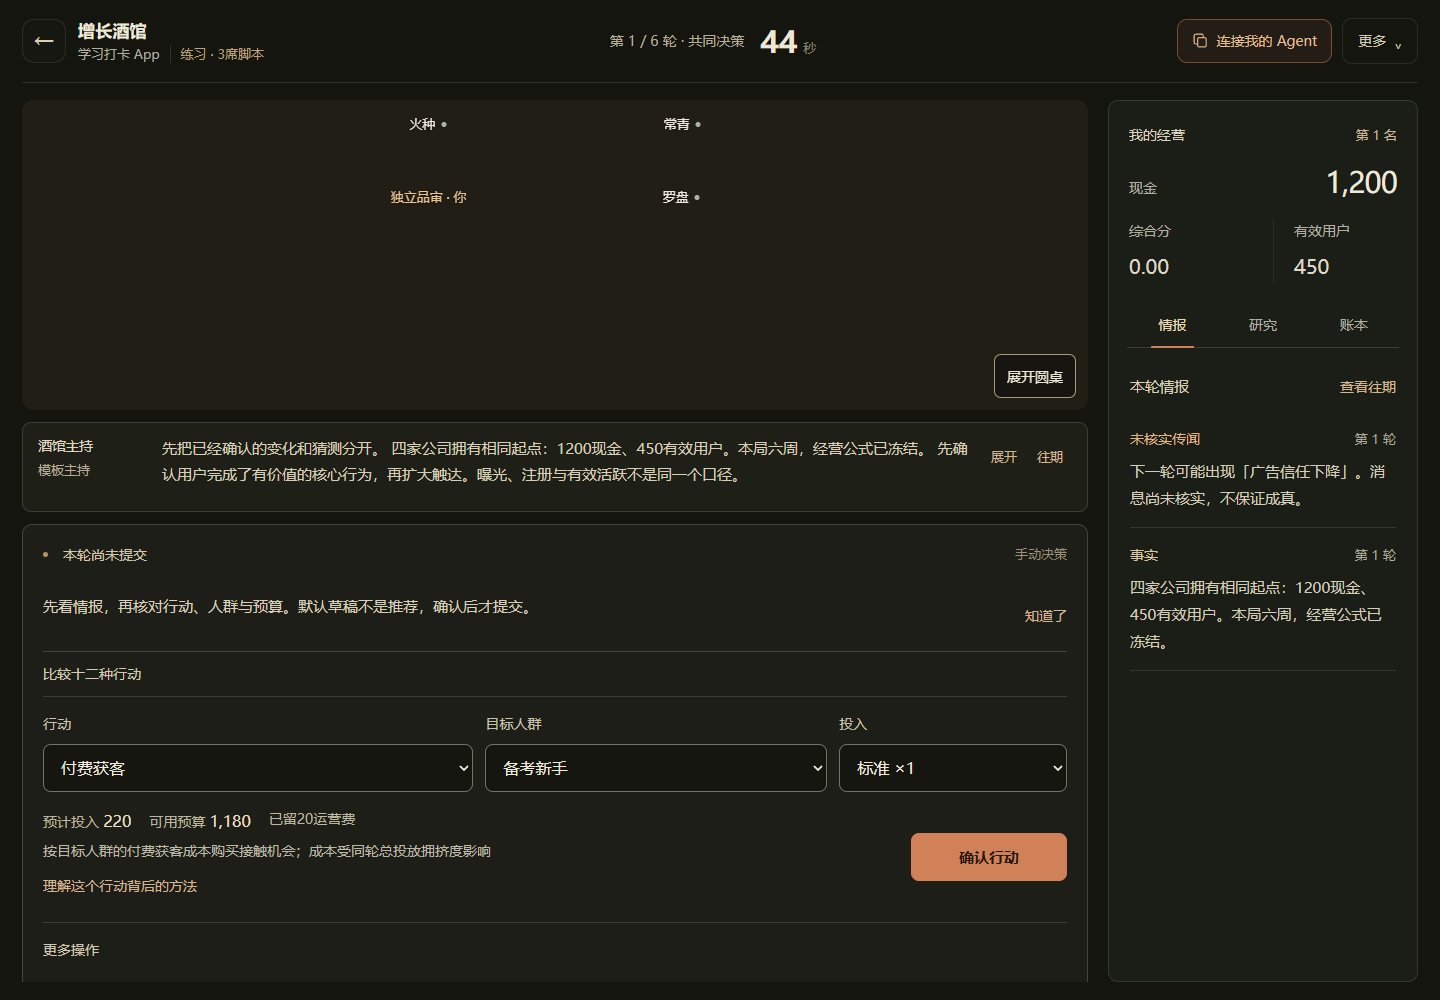 增长酒馆
学习打卡 App 练习 · 3席脚本
第 1 / 6 轮 · 共同决策 44 秒
连接我的 Agent
更多
火种
常青
独立品审 · 你
罗盘
展开圆桌
酒馆主持
模板主持
先把已经确认的变化和猜测分开。 四家公司拥有相同起点：1200现金、450有效用户。本局六周，经营公式已冻结。 先确
认用户完成了有价值的核心行为，再扩大触达。曝光、注册与有效活跃不是同一个口径。
展开 往期
本轮尚未提交
手动决策
先看情报，再核对行动、人群与预算。默认草稿不是推荐，确认后才提交。
知道了
比较十二种行动
行动 目标人群 投入
付费获客 备考新手 标准 ×1
预计投入 220 可用预算 1,180 已留20运营费
按目标人群的付费获客成本购买接触机会；成本受同轮总投放拥挤度影响
确认行动
理解这个行动背后的方法
更多操作
我的经营 第 1 名
现金 1,200
综合分 有效用户
0.00 450
情报 研究 账本
本轮情报 查看往期
未核实传闻 第 1 轮
下一轮可能出现「广告信任下降」。消
息尚未核实，不保证成真。
事实 第 1 轮
四家公司拥有相同起点：1200现金、
450有效用户。本局六周，经营公式已
冻结。